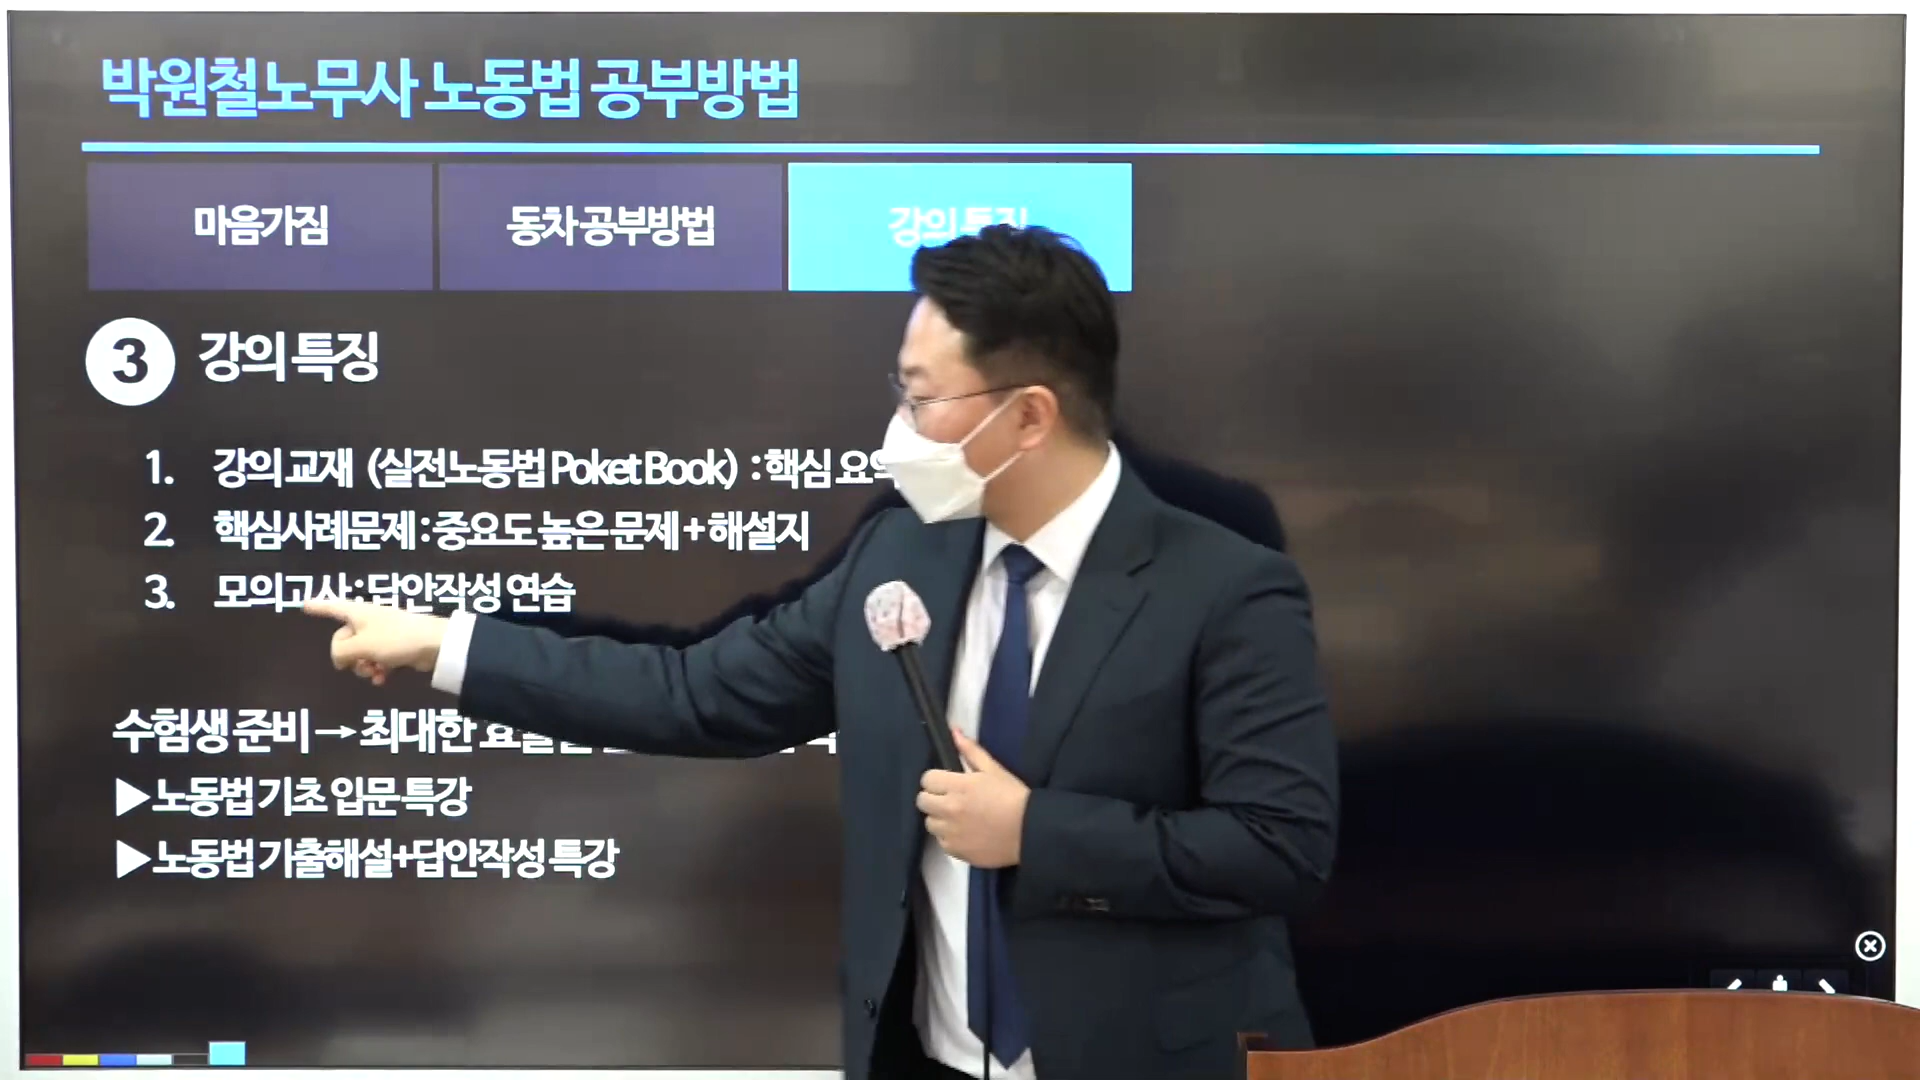 박원철노무사 노동법 공부방법
마음가짐
동차 공부방법
강의 특징
3 강의 특징
1. 강의 교재 (실전노동법 Poket Book) : 핵심
2. 핵심사례문제 : 중요도 높은 문제 + 해설지
3. 모의고사 : 답안작성 연습
수험생 준비 → 최대한
▶노동법 기초 입문 특강
▶노동법 기출해설+답안작성 특강